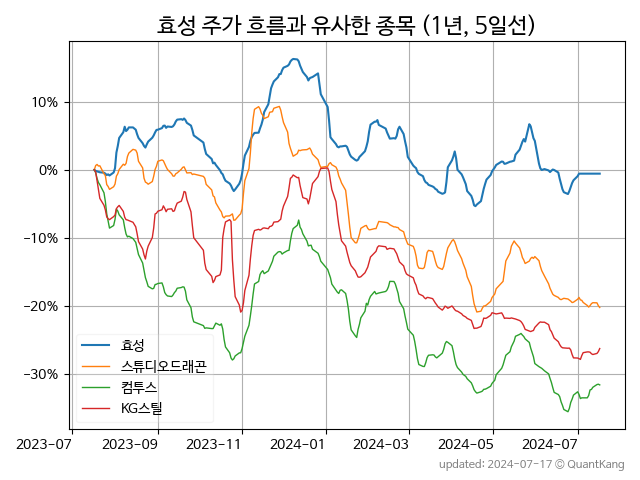 효성 주가 흐름과 유사한 종목 (1년, 5일선)
10%
0%
−10%
−20%
−30%
효성
스튜디오드래곤
컴투스
KG스틸
2023-07 2023-09 2023-11 2024-01 2024-03 2024-05 2024-07
updated: 2024-07-17 © QuantKang